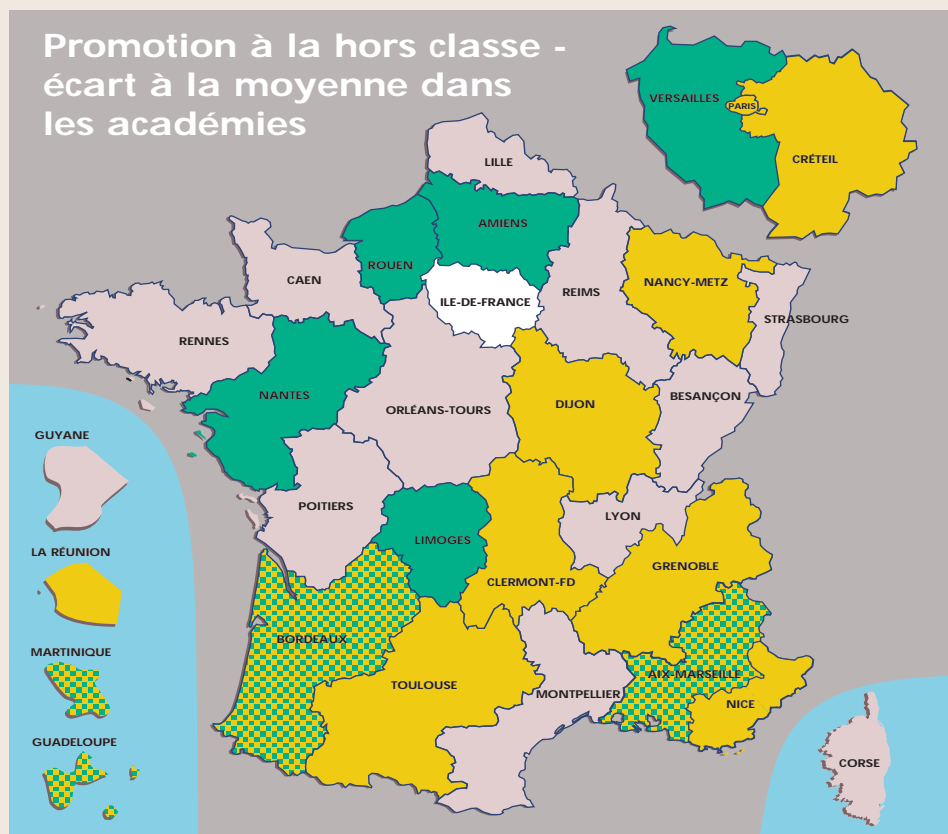 Promotion à la hors classe -
écart à la moyenne dans
les académies
VERSAILLES
PARIS
CRÉTEIL
LILLE
AMIENS
ROUEN
CAEN
ILE-DE-FRANCE
REIMS
NANCY-METZ
STRASBOURG
RENNES
NANTES
ORLÉANS-TOURS
DIJON
BESANÇON
GUYANE
POITIERS
LYON
LIMOGES
LA RÉUNION
CLERMONT-FD
GRENOBLE
BORDEAUX
MARTINIQUE
TOULOUSE
AIX-MARSEILLE
MONTPELLIER
NICE
GUADELOUPE
CORSE